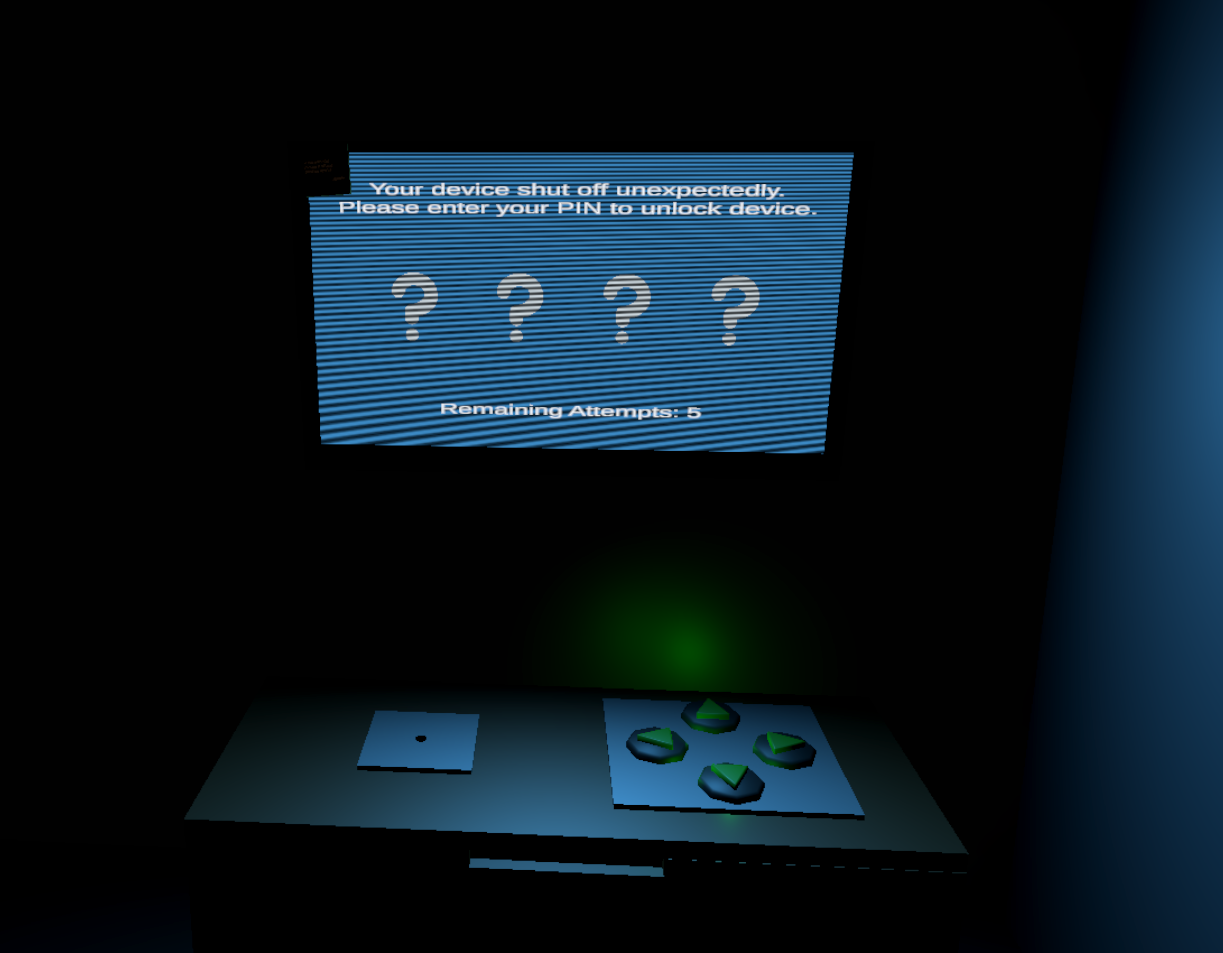 Your device shut off unexpectedly.
Please enter your PIN to unlock device.
? ? ? ?
Remaining Attempts: 5